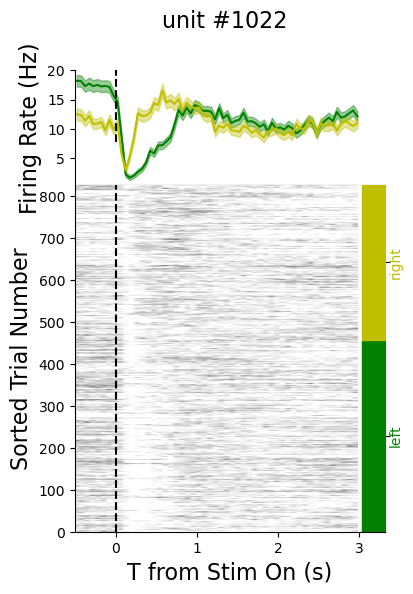 unit #1022
Firing Rate (Hz)
20
15
10
5
Sorted Trial Number
800
700
600
500
400
300
200
100
0
right
left
0 1 2 3
T from Stim On (s)